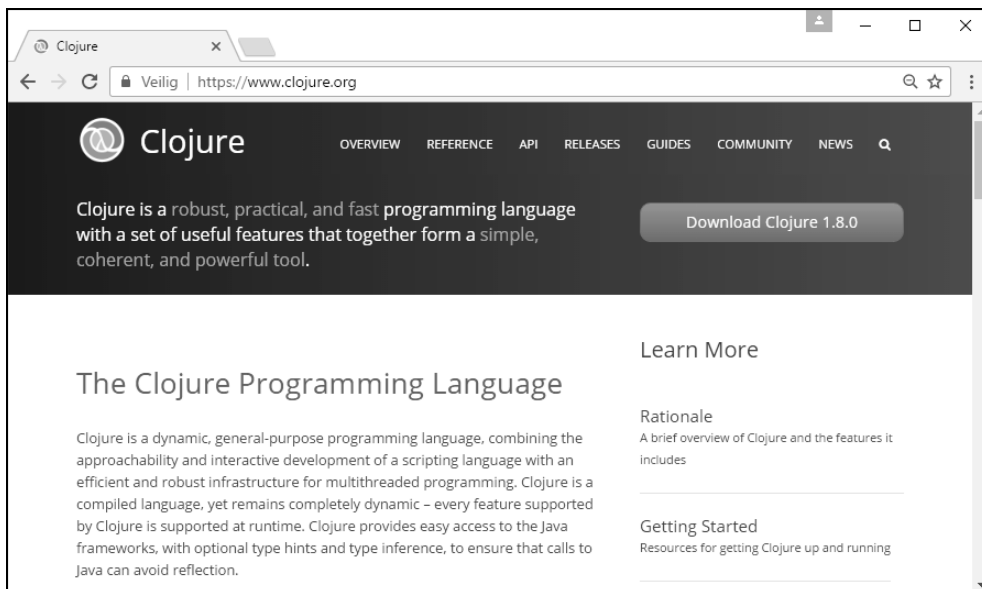 Clojure
Veilig | https://www.clojure.org
Clojure
OVERVIEW REFERENCE API RELEASES GUIDES COMMUNITY NEWS
Clojure is a robust, practical, and fast programming language
with a set of useful features that together form a simple,
coherent, and powerful tool.
Download Clojure 1.8.0
The Clojure Programming Language
Clojure is a dynamic, general-purpose programming language, combining the
approachability and interactive development of a scripting language with an
efficient and robust infrastructure for multithreaded programming. Clojure is a
compiled language, yet remains completely dynamic – every feature supported
by Clojure is supported at runtime. Clojure provides easy access to the Java
frameworks, with optional type hints and type inference, to ensure that calls to
Java can avoid reflection.
Learn More
Rationale
A brief overview of Clojure and the features it
includes
Getting Started
Resources for getting Clojure up and running